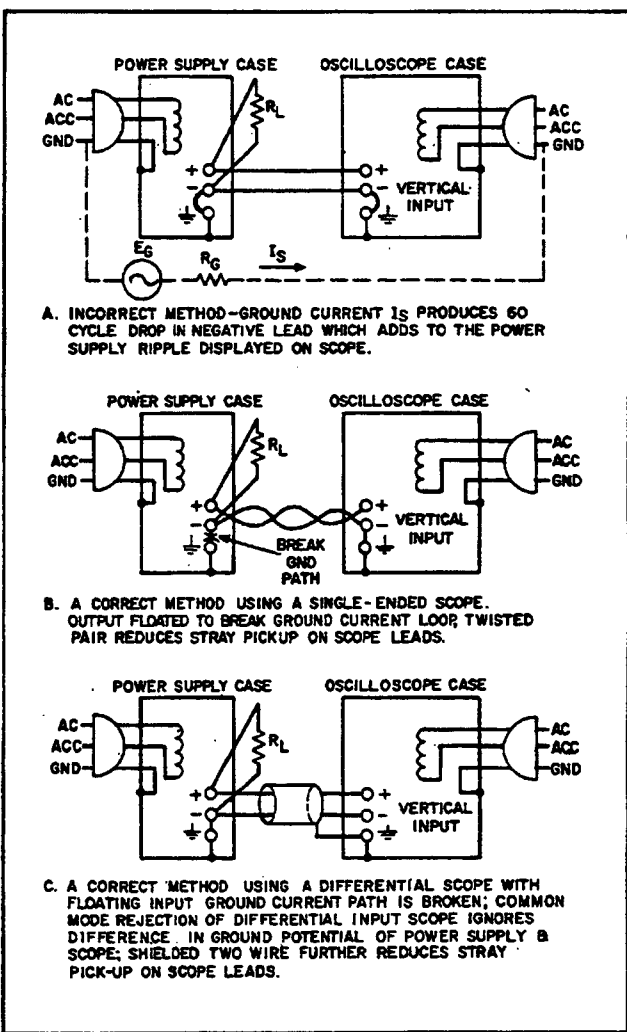 POWER SUPPLY CASE OSCILLOSCOPE CASE
AC
ACC
GND
RL
+
-
+
-
VERTICAL
INPUT
AC
ACC
GND
EG
RG
IS
A. INCORRECT METHOD-GROUND CURRENT IS PRODUCES 60
CYCLE DROP IN NEGATIVE LEAD WHICH ADDS TO THE POWER
SUPPLY RIPPLE DISPLAYED ON SCOPE.
POWER SUPPLY CASE OSCILLOSCOPE CASE
AC
ACC
GND
RL
+
-
BREAK
GND
PATH
+
-
VERTICAL
INPUT
AC
ACC
GND
B. A CORRECT METHOD USING A SINGLE-ENDED SCOPE.
OUTPUT FLOATED TO BREAK GROUND CURRENT LOOP, TWISTED
PAIR REDUCES STRAY PICKUP ON SCOPE LEADS.
POWER SUPPLY CASE OSCILLOSCOPE CASE
AC
ACC
GND
RL
+
-
+
-
VERTICAL
INPUT
AC
ACC
GND
C. A CORRECT METHOD USING A DIFFERENTIAL SCOPE WITH
FLOATING INPUT GROUND CURRENT PATH IS BROKEN; COMMON
MODE REJECTION OF DIFFERENTIAL INPUT SCOPE IGNORES
DIFFERENCE IN GROUND POTENTIAL OF POWER SUPPLY &
SCOPE; SHIELDED TWO WIRE FURTHER REDUCES STRAY
PICK-UP ON SCOPE LEADS.